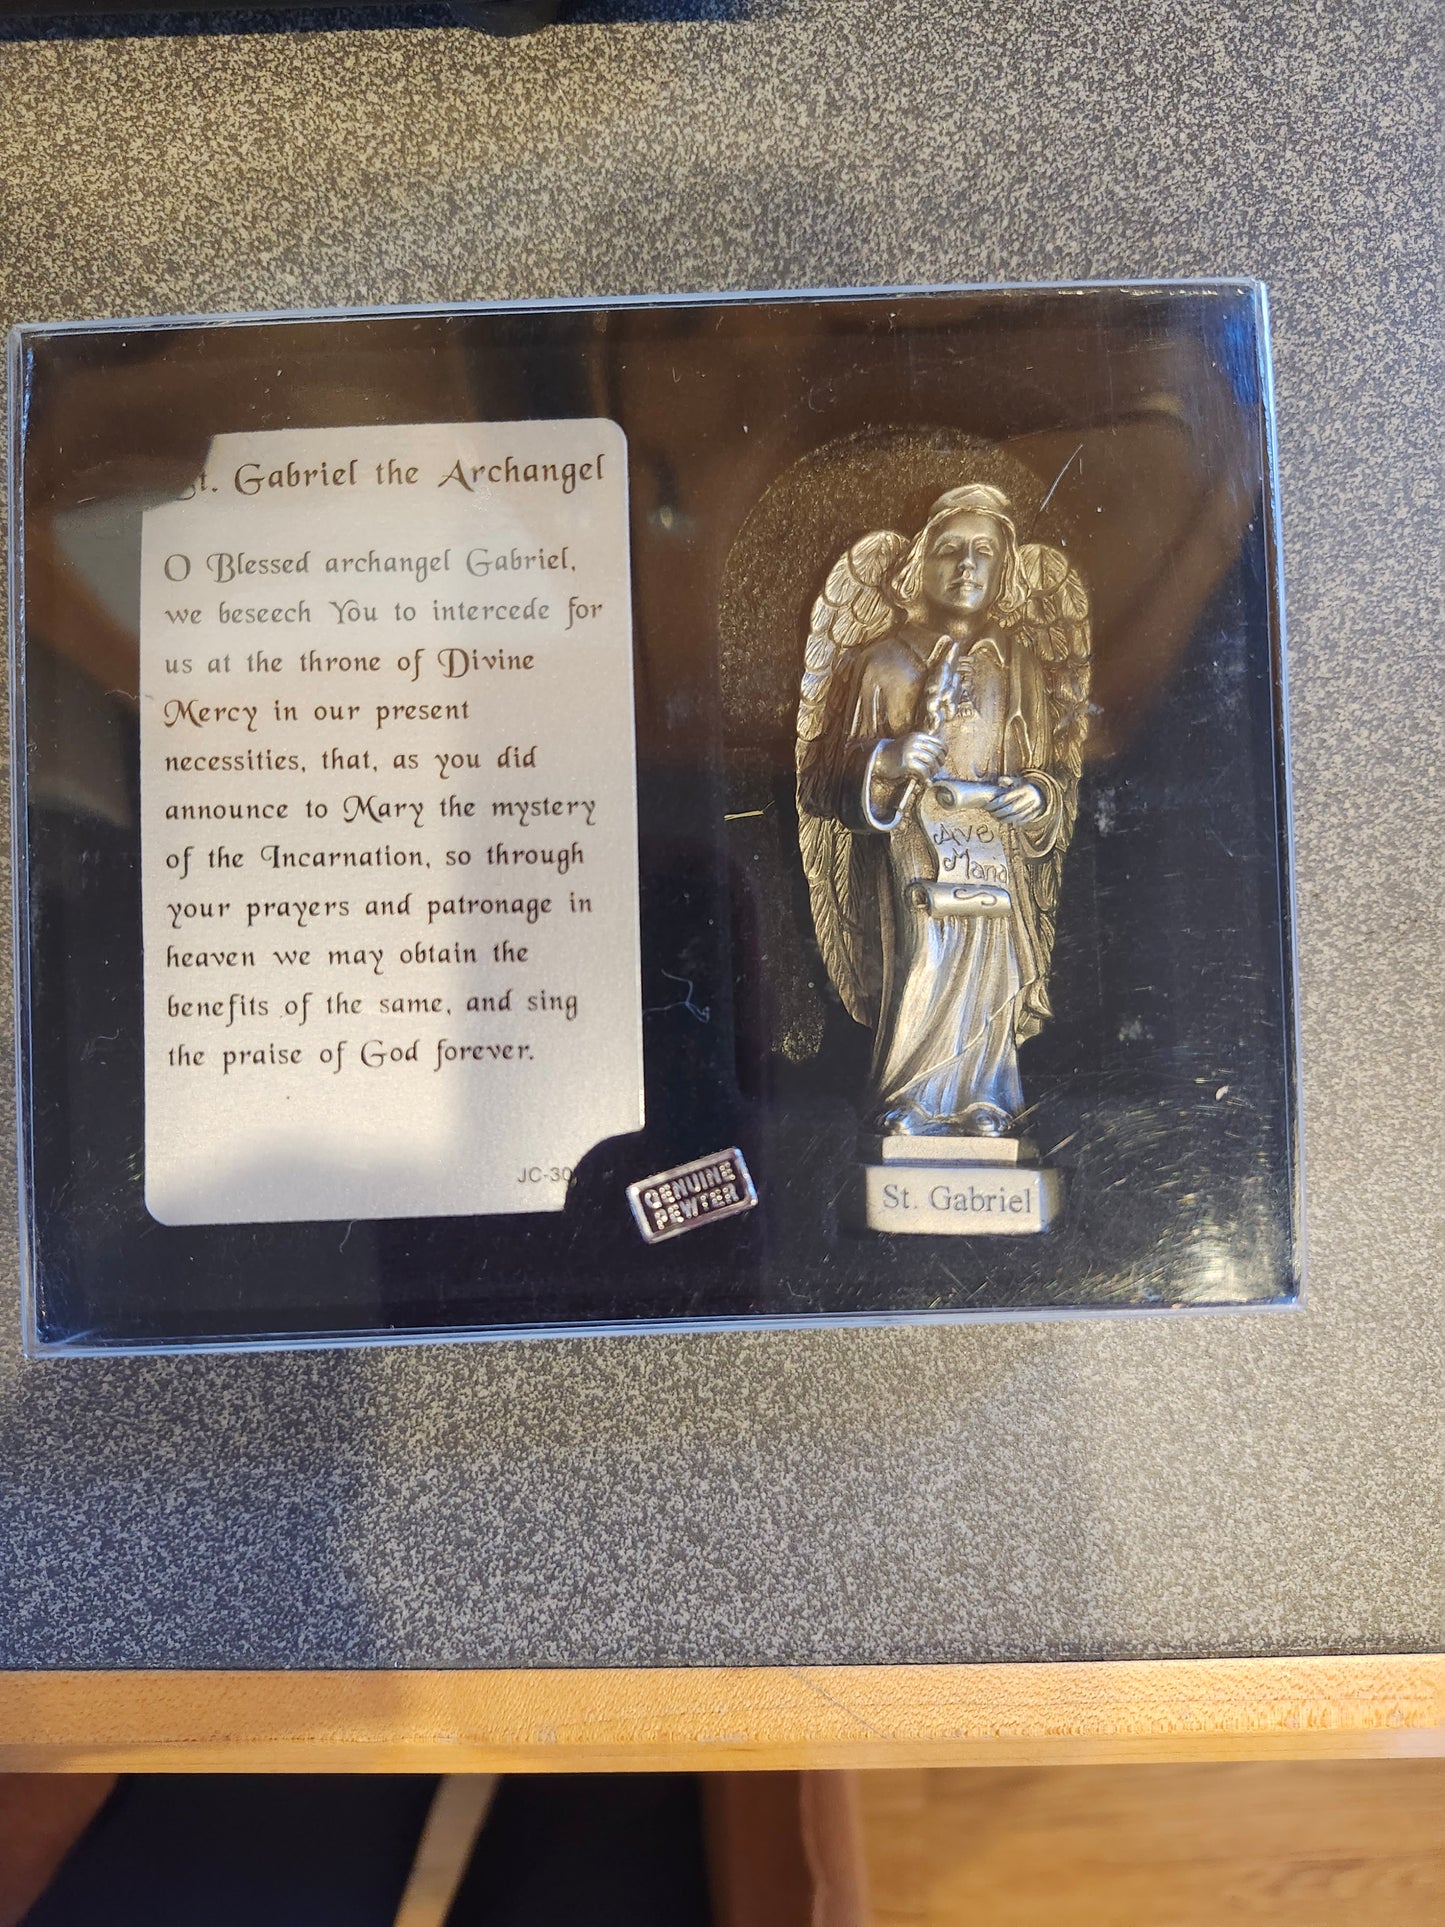 St. Gabriel the Archangel
O Blessed archangel Gabriel,
we beseech You to intercede for
us at the throne of Divine
Mercy in our present
necessities, that, as you did
announce to Mary the mystery
of the Incarnation, so through
your prayers and patronage in
heaven we may obtain the
benefits of the same, and sing
the praise of God forever.
JC-30
GENUINE
PEWTER
Ave
Maria
St. Gabriel